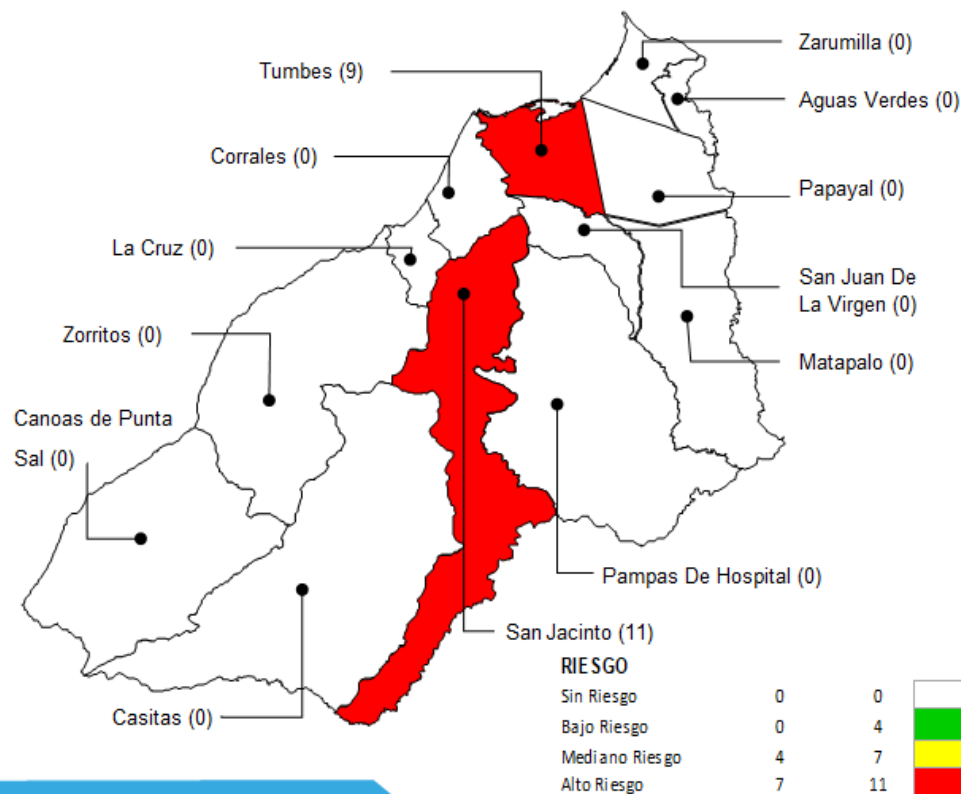 Zarumilla (0)
Tumbes (9)
Aguas Verdes (0)
Corrales (0)
Papayal (0)
La Cruz (0)
San Juan De
La Virgen (0)
Zorritos (0)
Matapalo (0)
Canoas de Punta
Sal (0)
Pampas De Hospital (0)
San Jacinto (11)
Casitas (0)
RIESGO
Sin Riesgo 0 0
Bajo Riesgo 0 4
Mediano Riesgo 4 7
Alto Riesgo 7 11